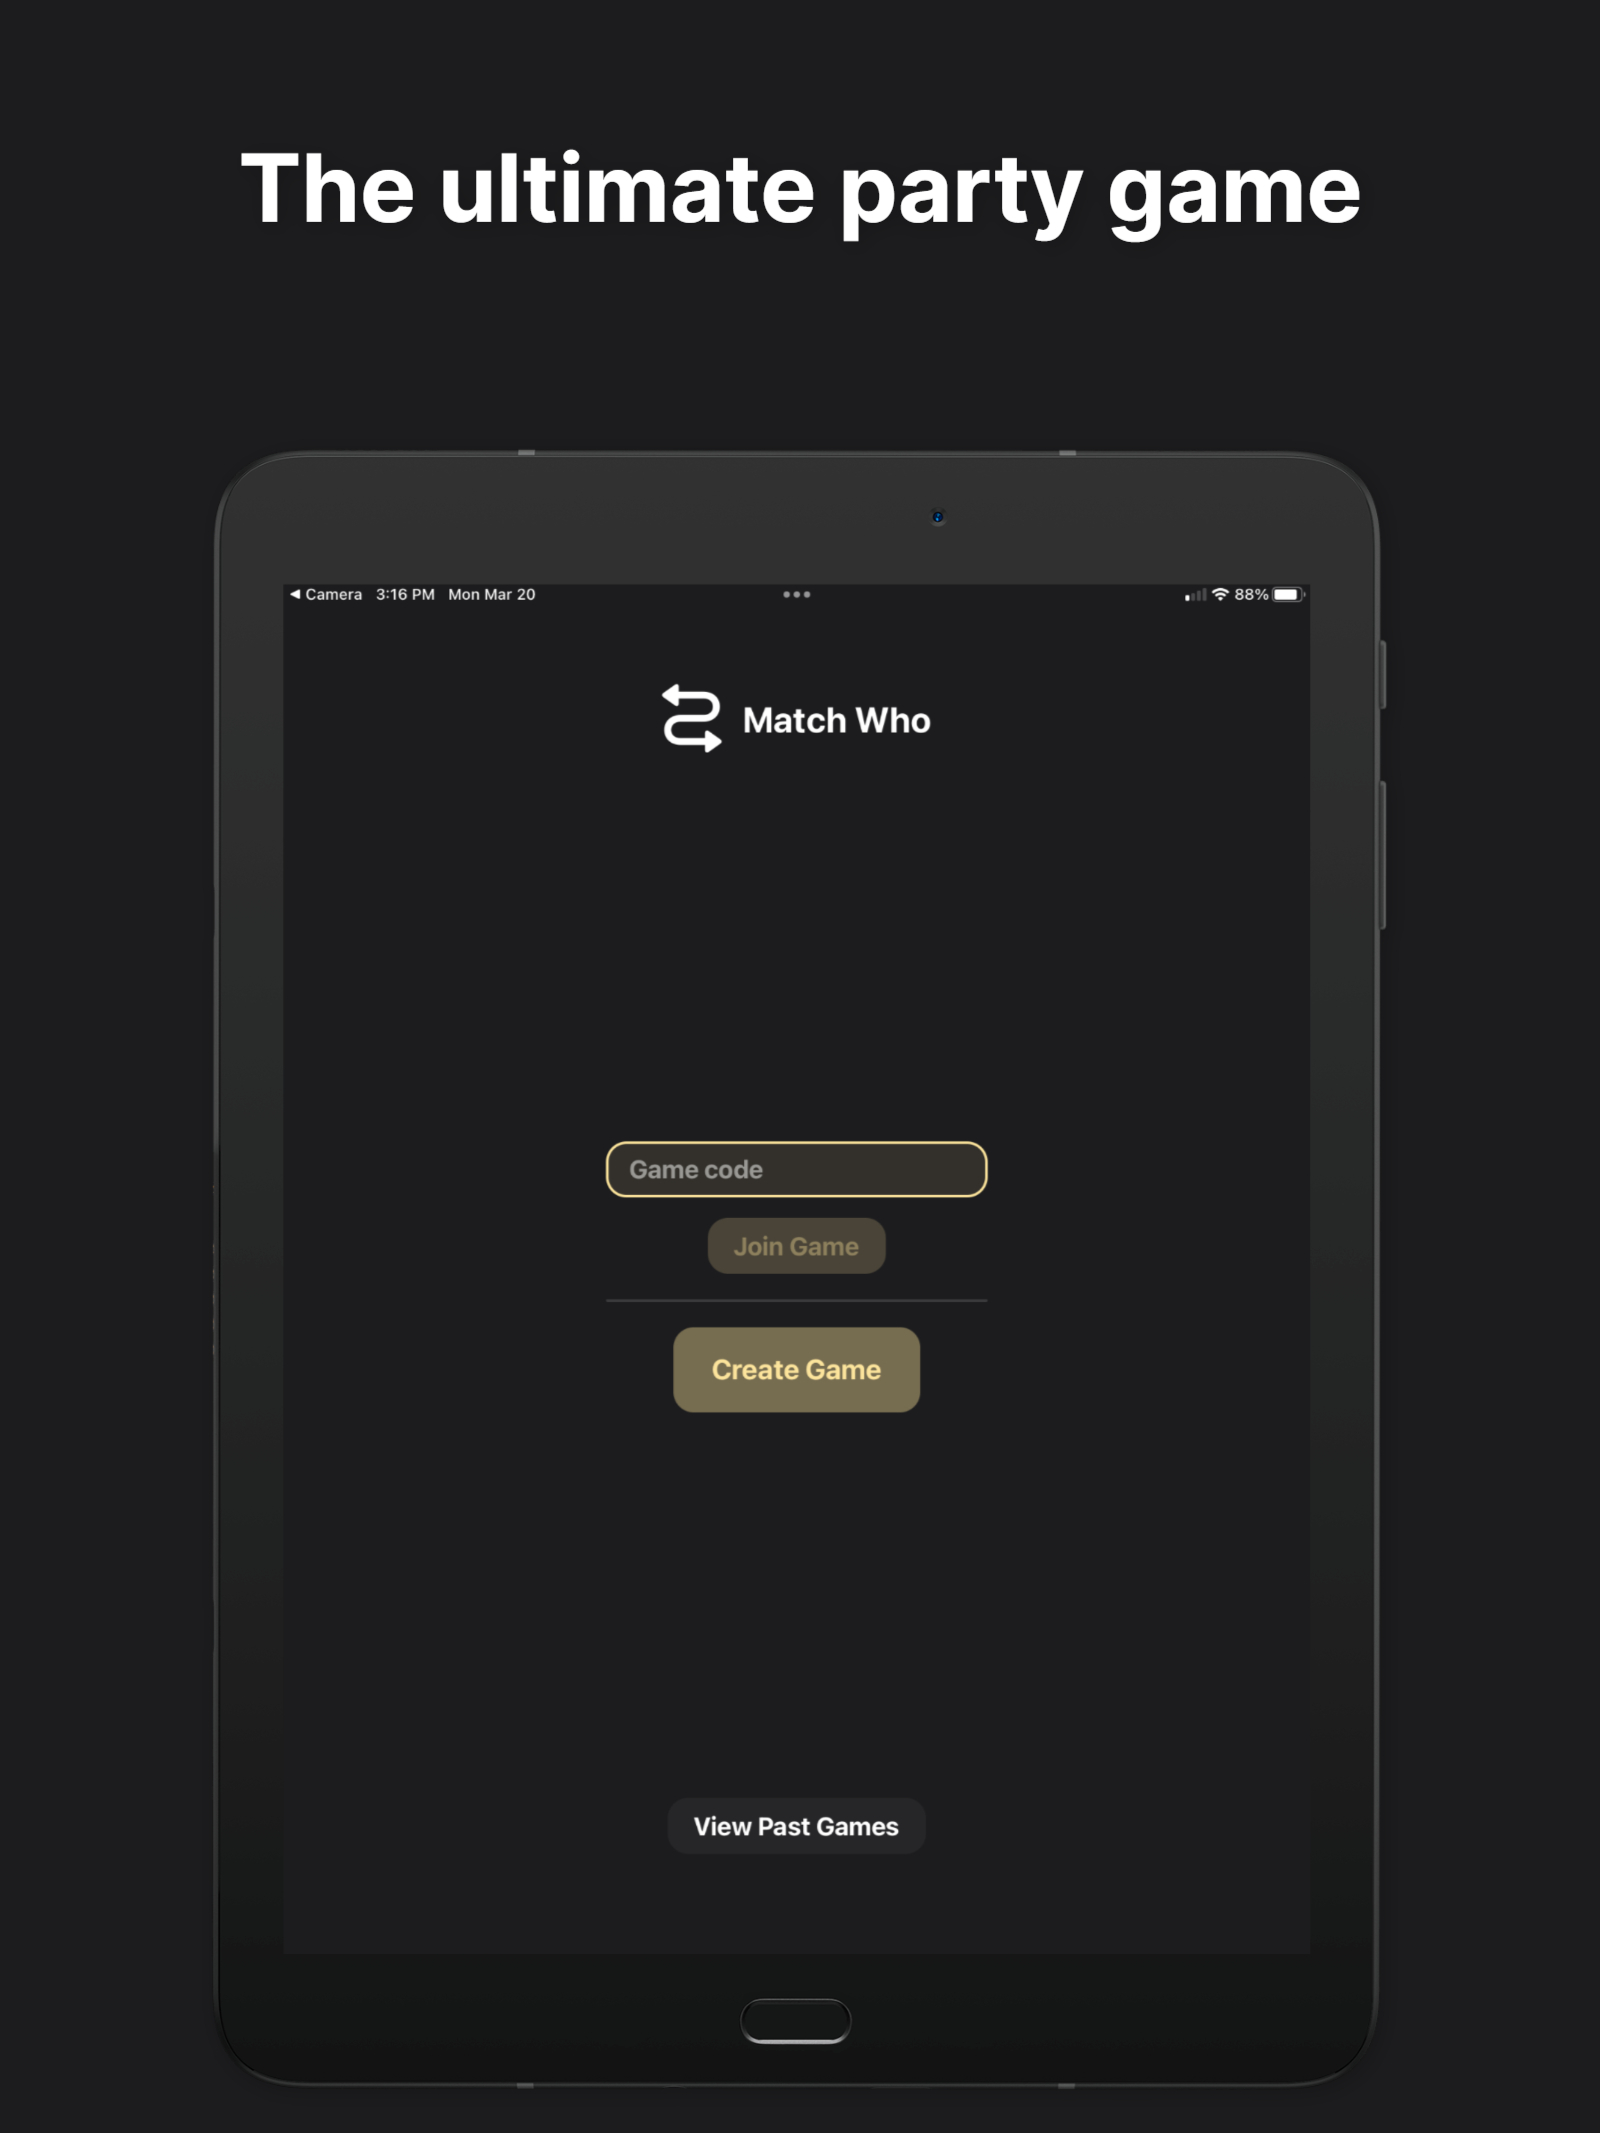 The ultimate party game
Camera 3:16 PM Mon Mar 20
88%
Match Who
Game code
Join Game
Create Game
View Past Games